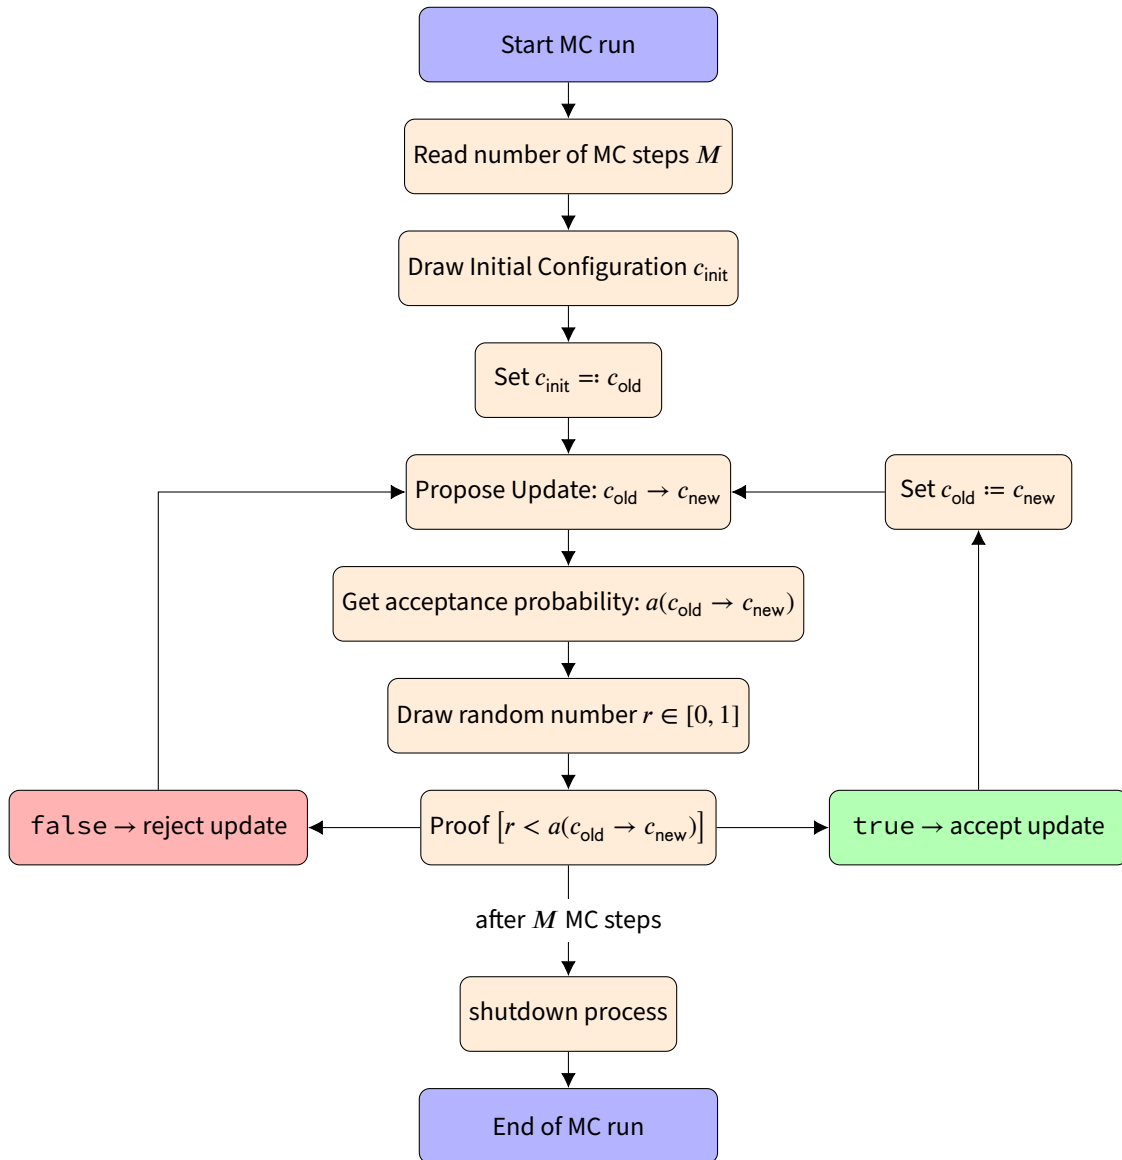 Start MC run
Read number of MC steps M
Draw Initial Configuration c_init
Set c_init =: c_old
Propose Update: c_old → c_new
Set c_old := c_new
Get acceptance probability: a(c_old → c_new)
Draw random number r ∈ [0, 1]
false → reject update
Proof [r < a(c_old → c_new)]
true → accept update
after M MC steps
shutdown process
End of MC run